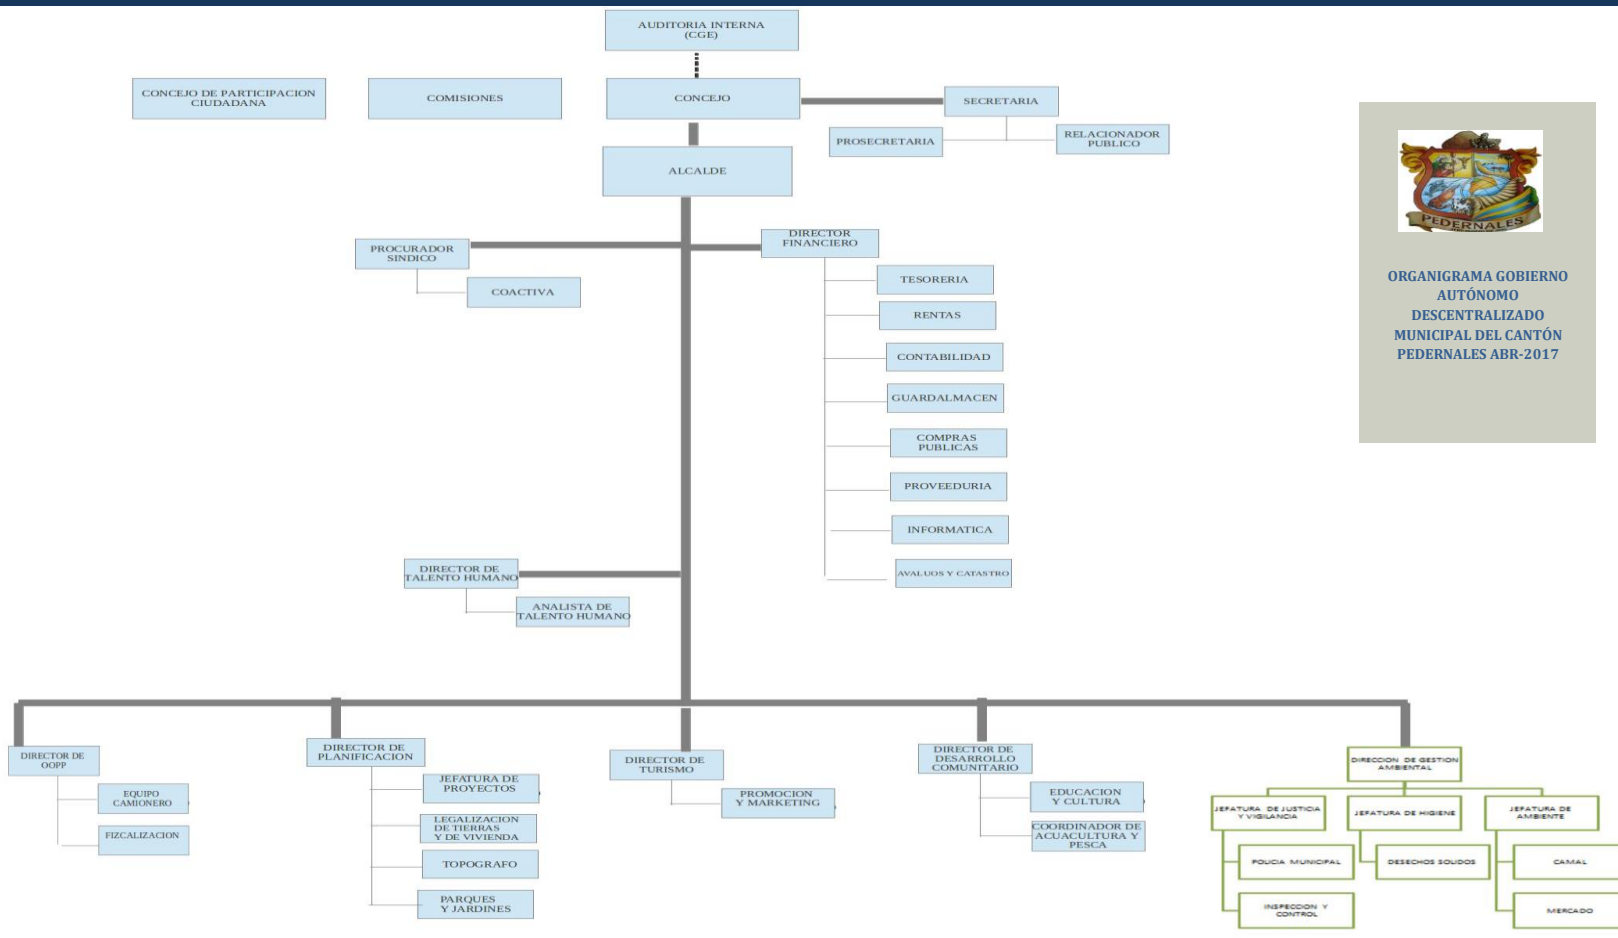 AUDITORIA INTERNA
(CGE)
CONCEJO DE PARTICIPACION
CIUDADANA
COMISIONES
CONCEJO
SECRETARIA
PROSECRETARIA
RELACIONADOR
PUBLICO
ALCALDE
PROCURADOR
SINDICO
COACTIVA
DIRECTOR
FINANCIERO
TESORERIA
RENTAS
CONTABILIDAD
GUARDALMACEN
COMPRAS
PUBLICAS
PROVEEDURIA
INFORMATICA
AVALUOS Y CATASTRO
DIRECTOR DE
TALENTO HUMANO
ANALISTA DE
TALENTO HUMANO
PEDERNALES
ORGANIGRAMA GOBIERNO
AUTÓNOMO
DESCENTRALIZADO
MUNICIPAL DEL CANTÓN
PEDERNALES ABR-2017
DIRECTOR DE
OOPP
EQUIPO
CAMIONERO
FIZCALIZACION
DIRECTOR DE
PLANIFICACION
JEFATURA DE
PROYECTOS
LEGALIZACION
DE TIERRAS
Y DE VIVIENDA
TOPOGRAFO
PARQUES
Y JARDINES
DIRECTOR DE
TURISMO
PROMOCION
Y MARKETING
DIRECTOR DE
DESARROLLO
COMUNITARIO
EDUCACION
Y CULTURA
COORDINADOR DE
ACUACULTURA Y
PESCA
DIRECCION DE GESTION
AMBIENTAL
JEFATURA DE JUSTICIA
Y VIGILANCIA
POLICIA MUNICIPAL
INSPECCION Y
CONTROL
JEFATURA DE HIGIENE
DESECHOS SOLIDOS
JEFATURA DE
AMBIENTE
CAMAL
MERCADO